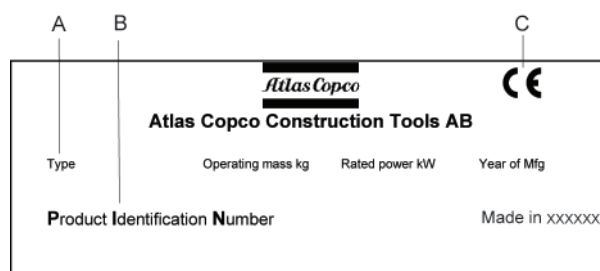 A B C
Atlas Copco
Atlas Copco Construction Tools AB
Type Operating mass kg Rated power kW Year of Mfg
Product Identification Number Made in xxxxxx